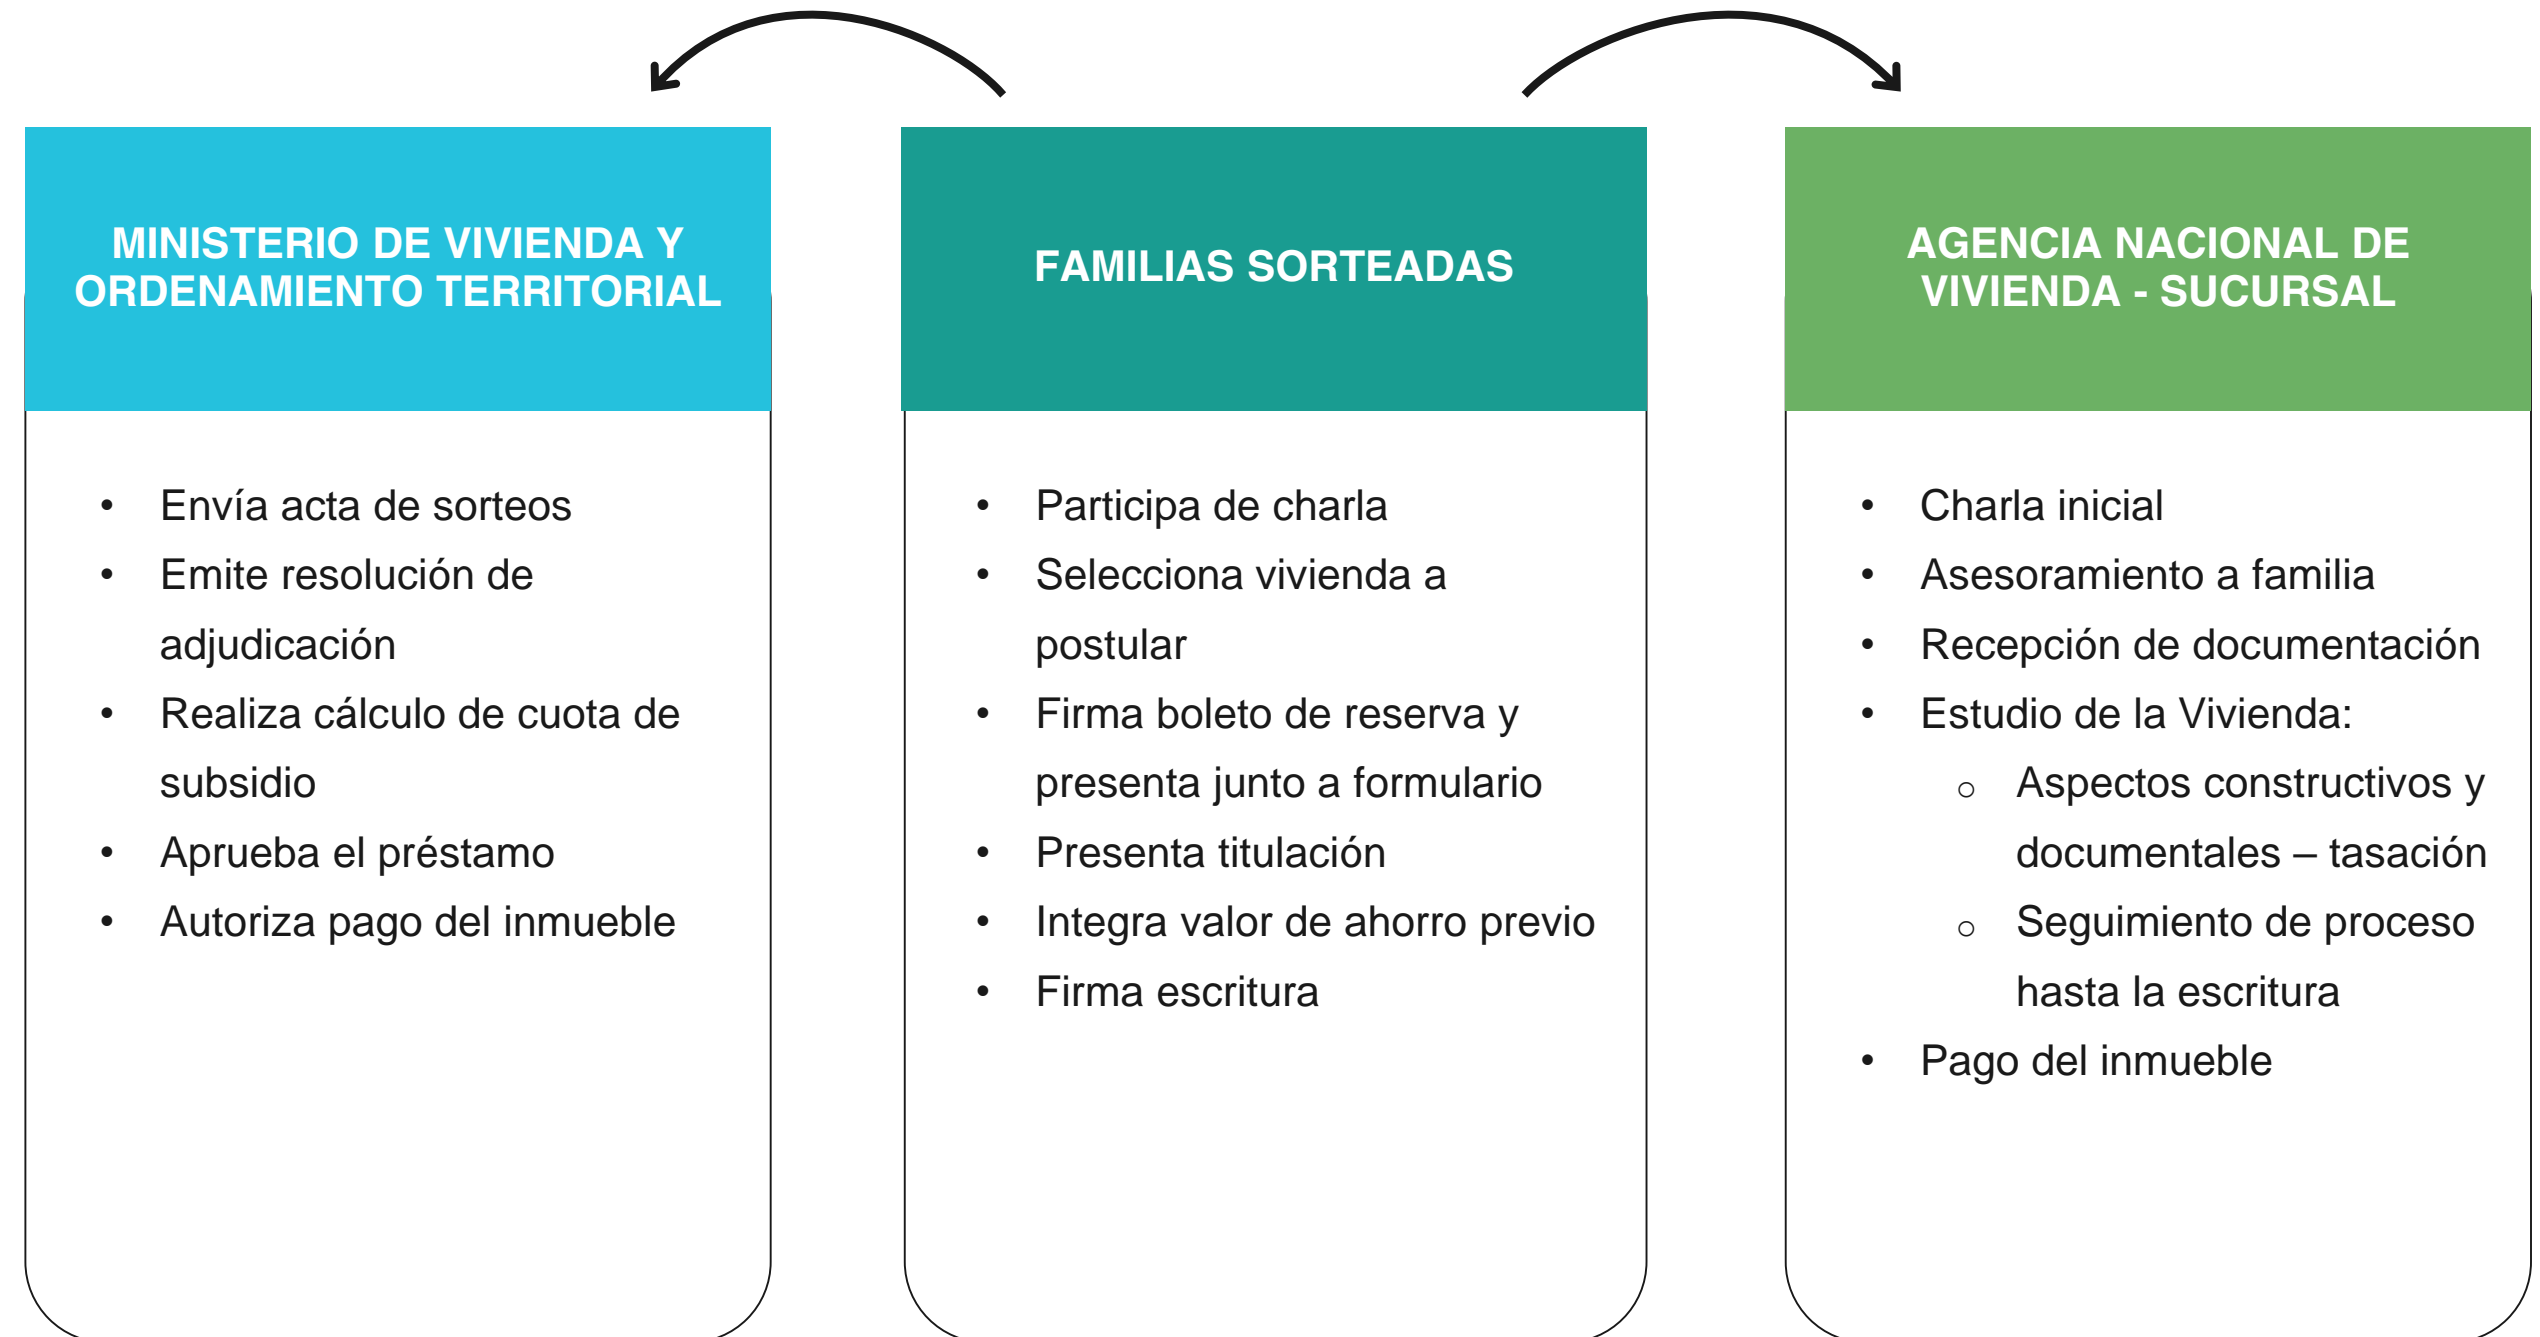 MINISTERIO DE VIVIENDA Y
ORDENAMIENTO TERRITORIAL
• Envía acta de sorteos
• Emite resolución de
adjudicación
• Realiza cálculo de cuota de
subsidio
• Aprueba el préstamo
• Autoriza pago del inmueble
FAMILIAS SORTEADAS
• Participa de charla
• Selecciona vivienda a
postular
• Firma boleto de reserva y
presenta junto a formulario
• Presenta titulación
• Integra valor de ahorro previo
• Firma escritura
AGENCIA NACIONAL DE
VIVIENDA - SUCURSAL
• Charla inicial
• Asesoramiento a familia
• Recepción de documentación
• Estudio de la Vivienda:
o Aspectos constructivos y
documentales – tasación
o Seguimiento de proceso
hasta la escritura
• Pago del inmueble